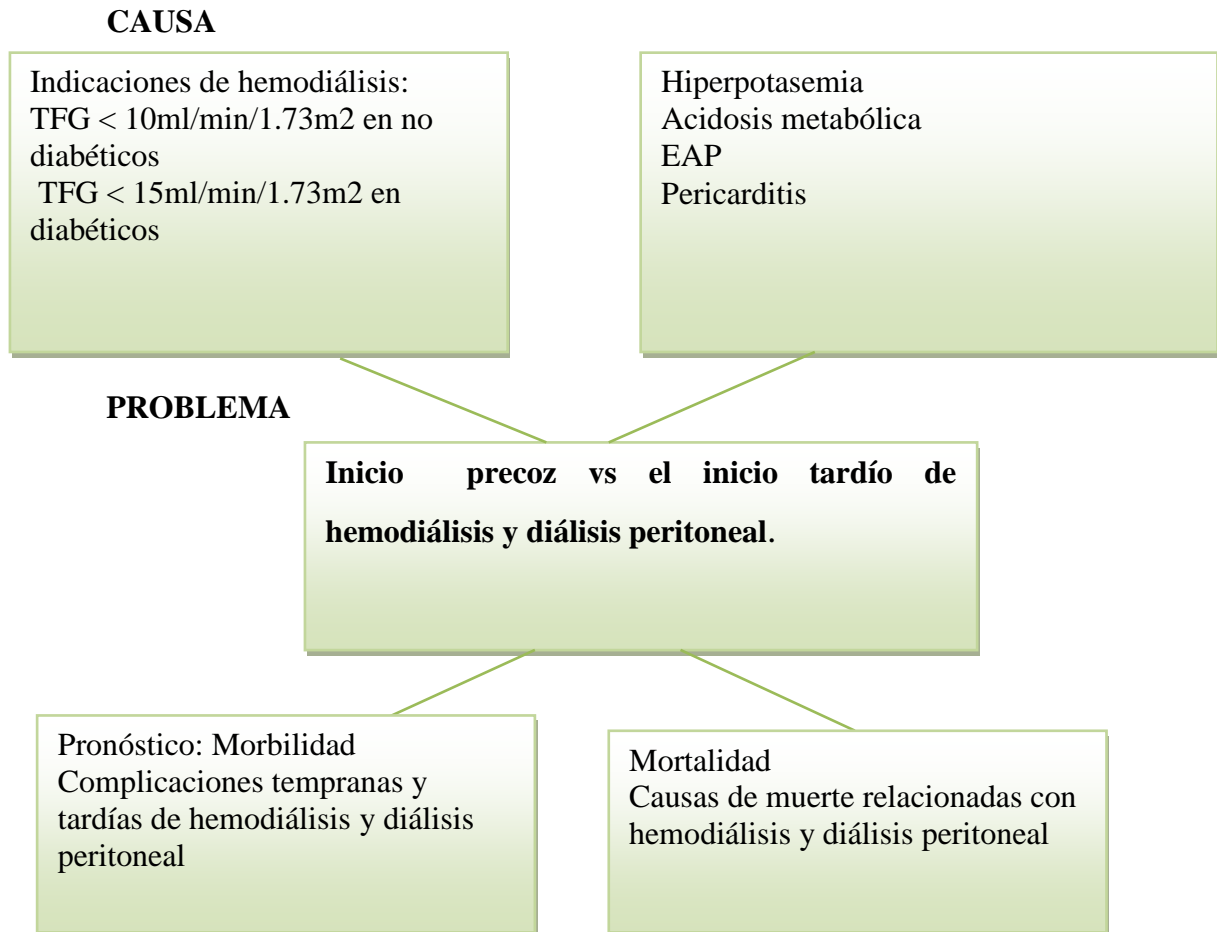 CAUSA
Indicaciones de hemodiálisis:
TFG < 10ml/min/1.73m2 en no
diabéticos
TFG < 15ml/min/1.73m2 en
diabéticos
Hiperpotasemia
Acidosis metabólica
EAP
Pericarditis
PROBLEMA
Inicio precoz vs el inicio tardío de
hemodiálisis y diálisis peritoneal.
Pronóstico: Morbilidad
Complicaciones tempranas y
tardías de hemodiálisis y diálisis
peritoneal
Mortalidad
Causas de muerte relacionadas con
hemodiálisis y diálisis peritoneal